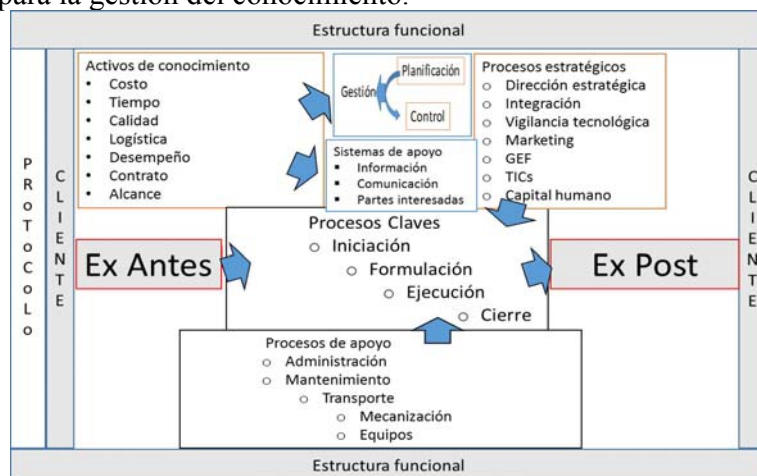 para la gestión del conocimiento.
Estructura funcional
PRoToCoLo
CLIENTE
Activos de conocimiento
• Costo
• Tiempo
• Calidad
• Logística
• Desempeño
• Contrato
• Alcance
Planificación
Gestión
Control
Sistemas de apoyo
▪ Información
▪ Comunicación
▪ Partes interesadas
Procesos estratégicos
o Dirección estratégica
o Integración
o Vigilancia tecnológica
o Marketing
o GEF
o TICs
o Capital humano
CLIENTE
Ex Antes
Procesos Claves
o Iniciación
o Formulación
o Ejecución
o Cierre
Ex Post
Procesos de apoyo
o Administración
o Mantenimiento
o Transporte
o Mecanización
o Equipos
Estructura funcional